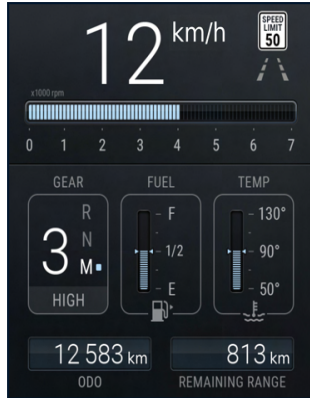 12 km/h
SPEED
LIMIT
50
x1000 rpm
0 1 2 3 4 5 6 7
GEAR FUEL TEMP
R
N
3 M
HIGH
F
1/2
E
130°
90°
50°
12 583 km 813 km
ODO REMAINING RANGE